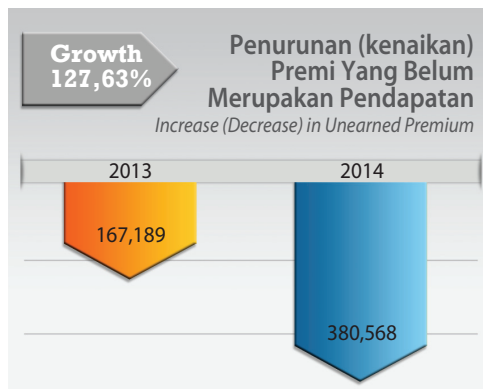 Growth
127,63%
Penurunan (kenaikan)
Premi Yang Belum
Merupakan Pendapatan
Increase (Decrease) in Unearned Premium
2013
2014
167,189
380,568